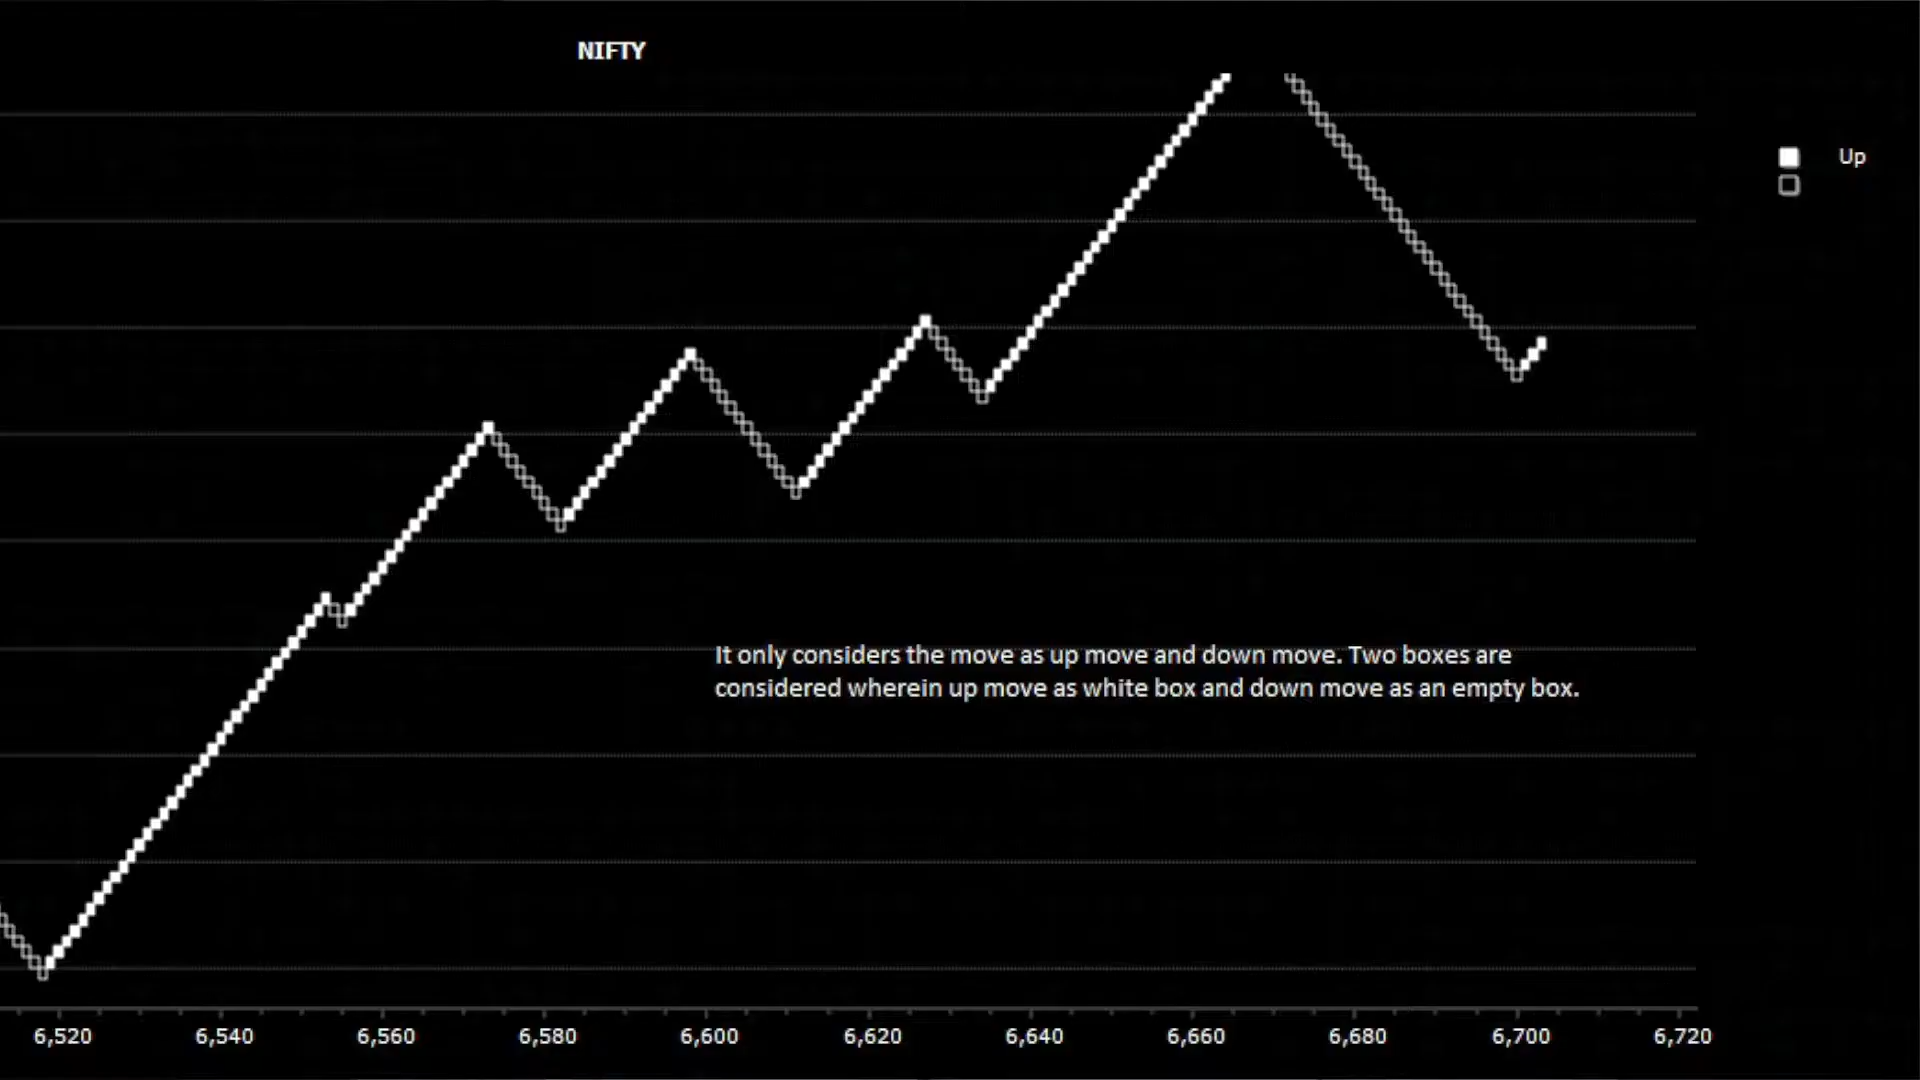 NIFTY
Up
It only considers the move as up move and down move. Two boxes are
considered wherein up move as white box and down move as an empty box.
6,520 6,540 6,560 6,580 6,600 6,620 6,640 6,660 6,680 6,700 6,720